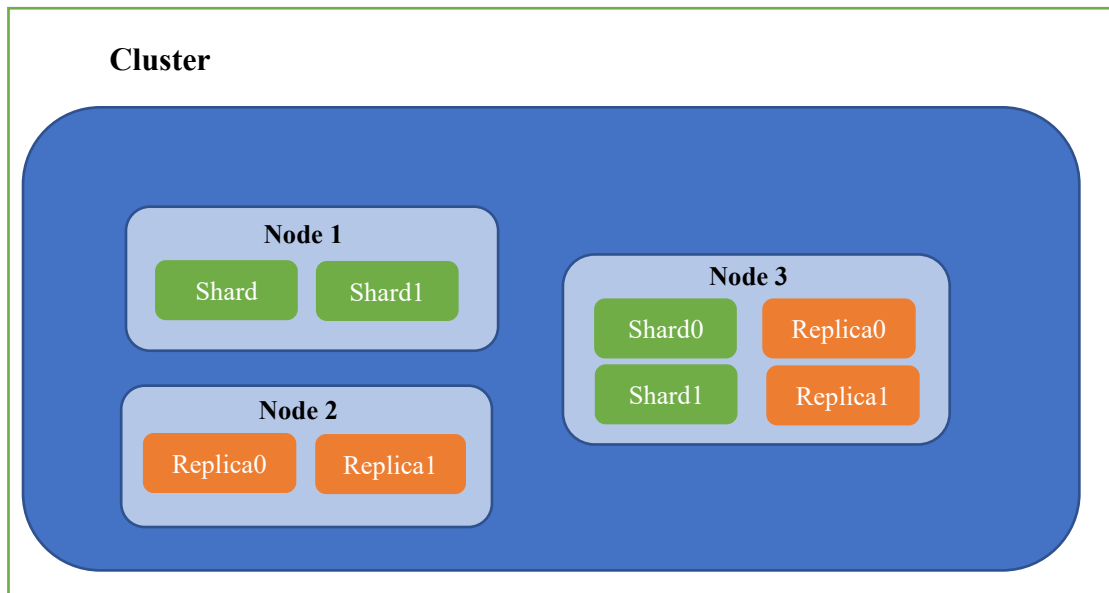 Cluster
Node 1
Shard
Shard1
Node 2
Replica0
Replica1
Node 3
Shard0
Replica0
Shard1
Replica1